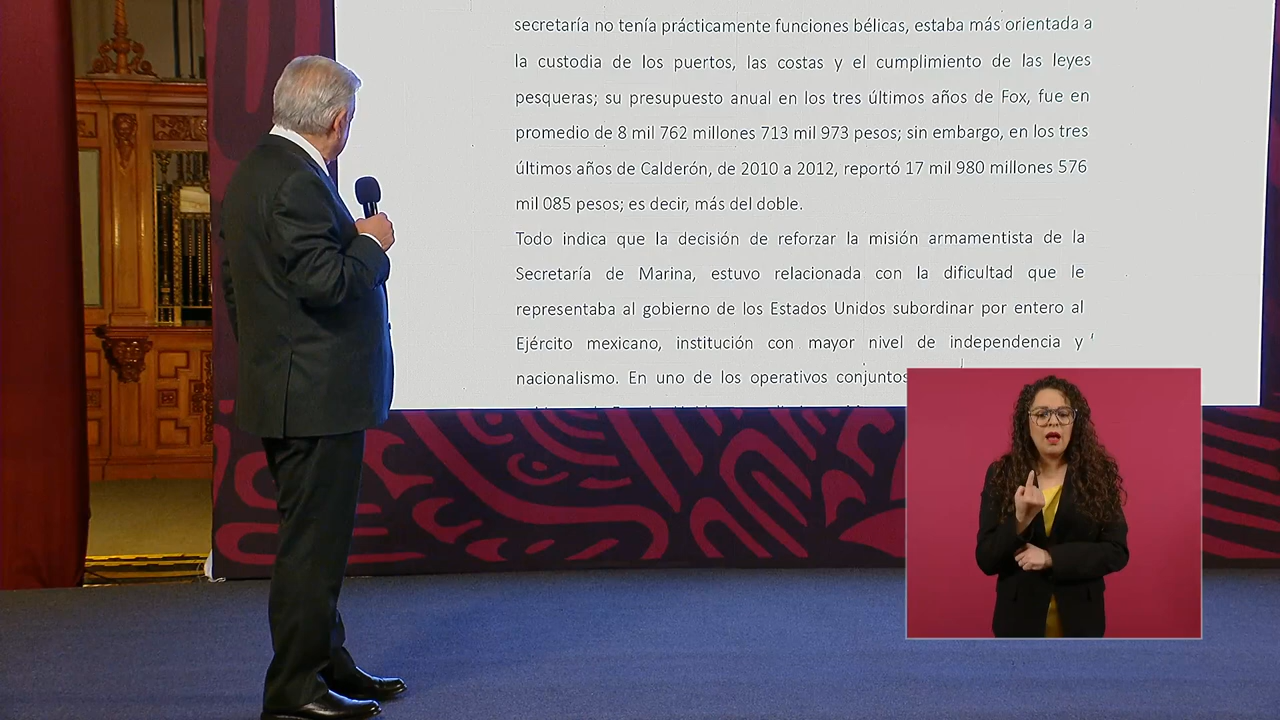 secretaría no tenía prácticamente funciones bélicas, estaba más orientada a
la custodia de los puertos, las costas y el cumplimiento de las leyes
pesqueras; su presupuesto anual en los tres últimos años de Fox, fue en
promedio de 8 mil 762 millones 713 mil 973 pesos; sin embargo, en los tres
últimos años de Calderón, de 2010 a 2012, reportó 17 mil 980 millones 576
mil 085 pesos; es decir, más del doble.
Todo indica que la decisión de reforzar la misión armamentista de la
Secretaría de Marina, estuvo relacionada con la dificultad que le
representaba al gobierno de los Estados Unidos subordinar por entero al
Ejército mexicano, institución con mayor nivel de independencia y
nacionalismo. En uno de los operativos conjuntos